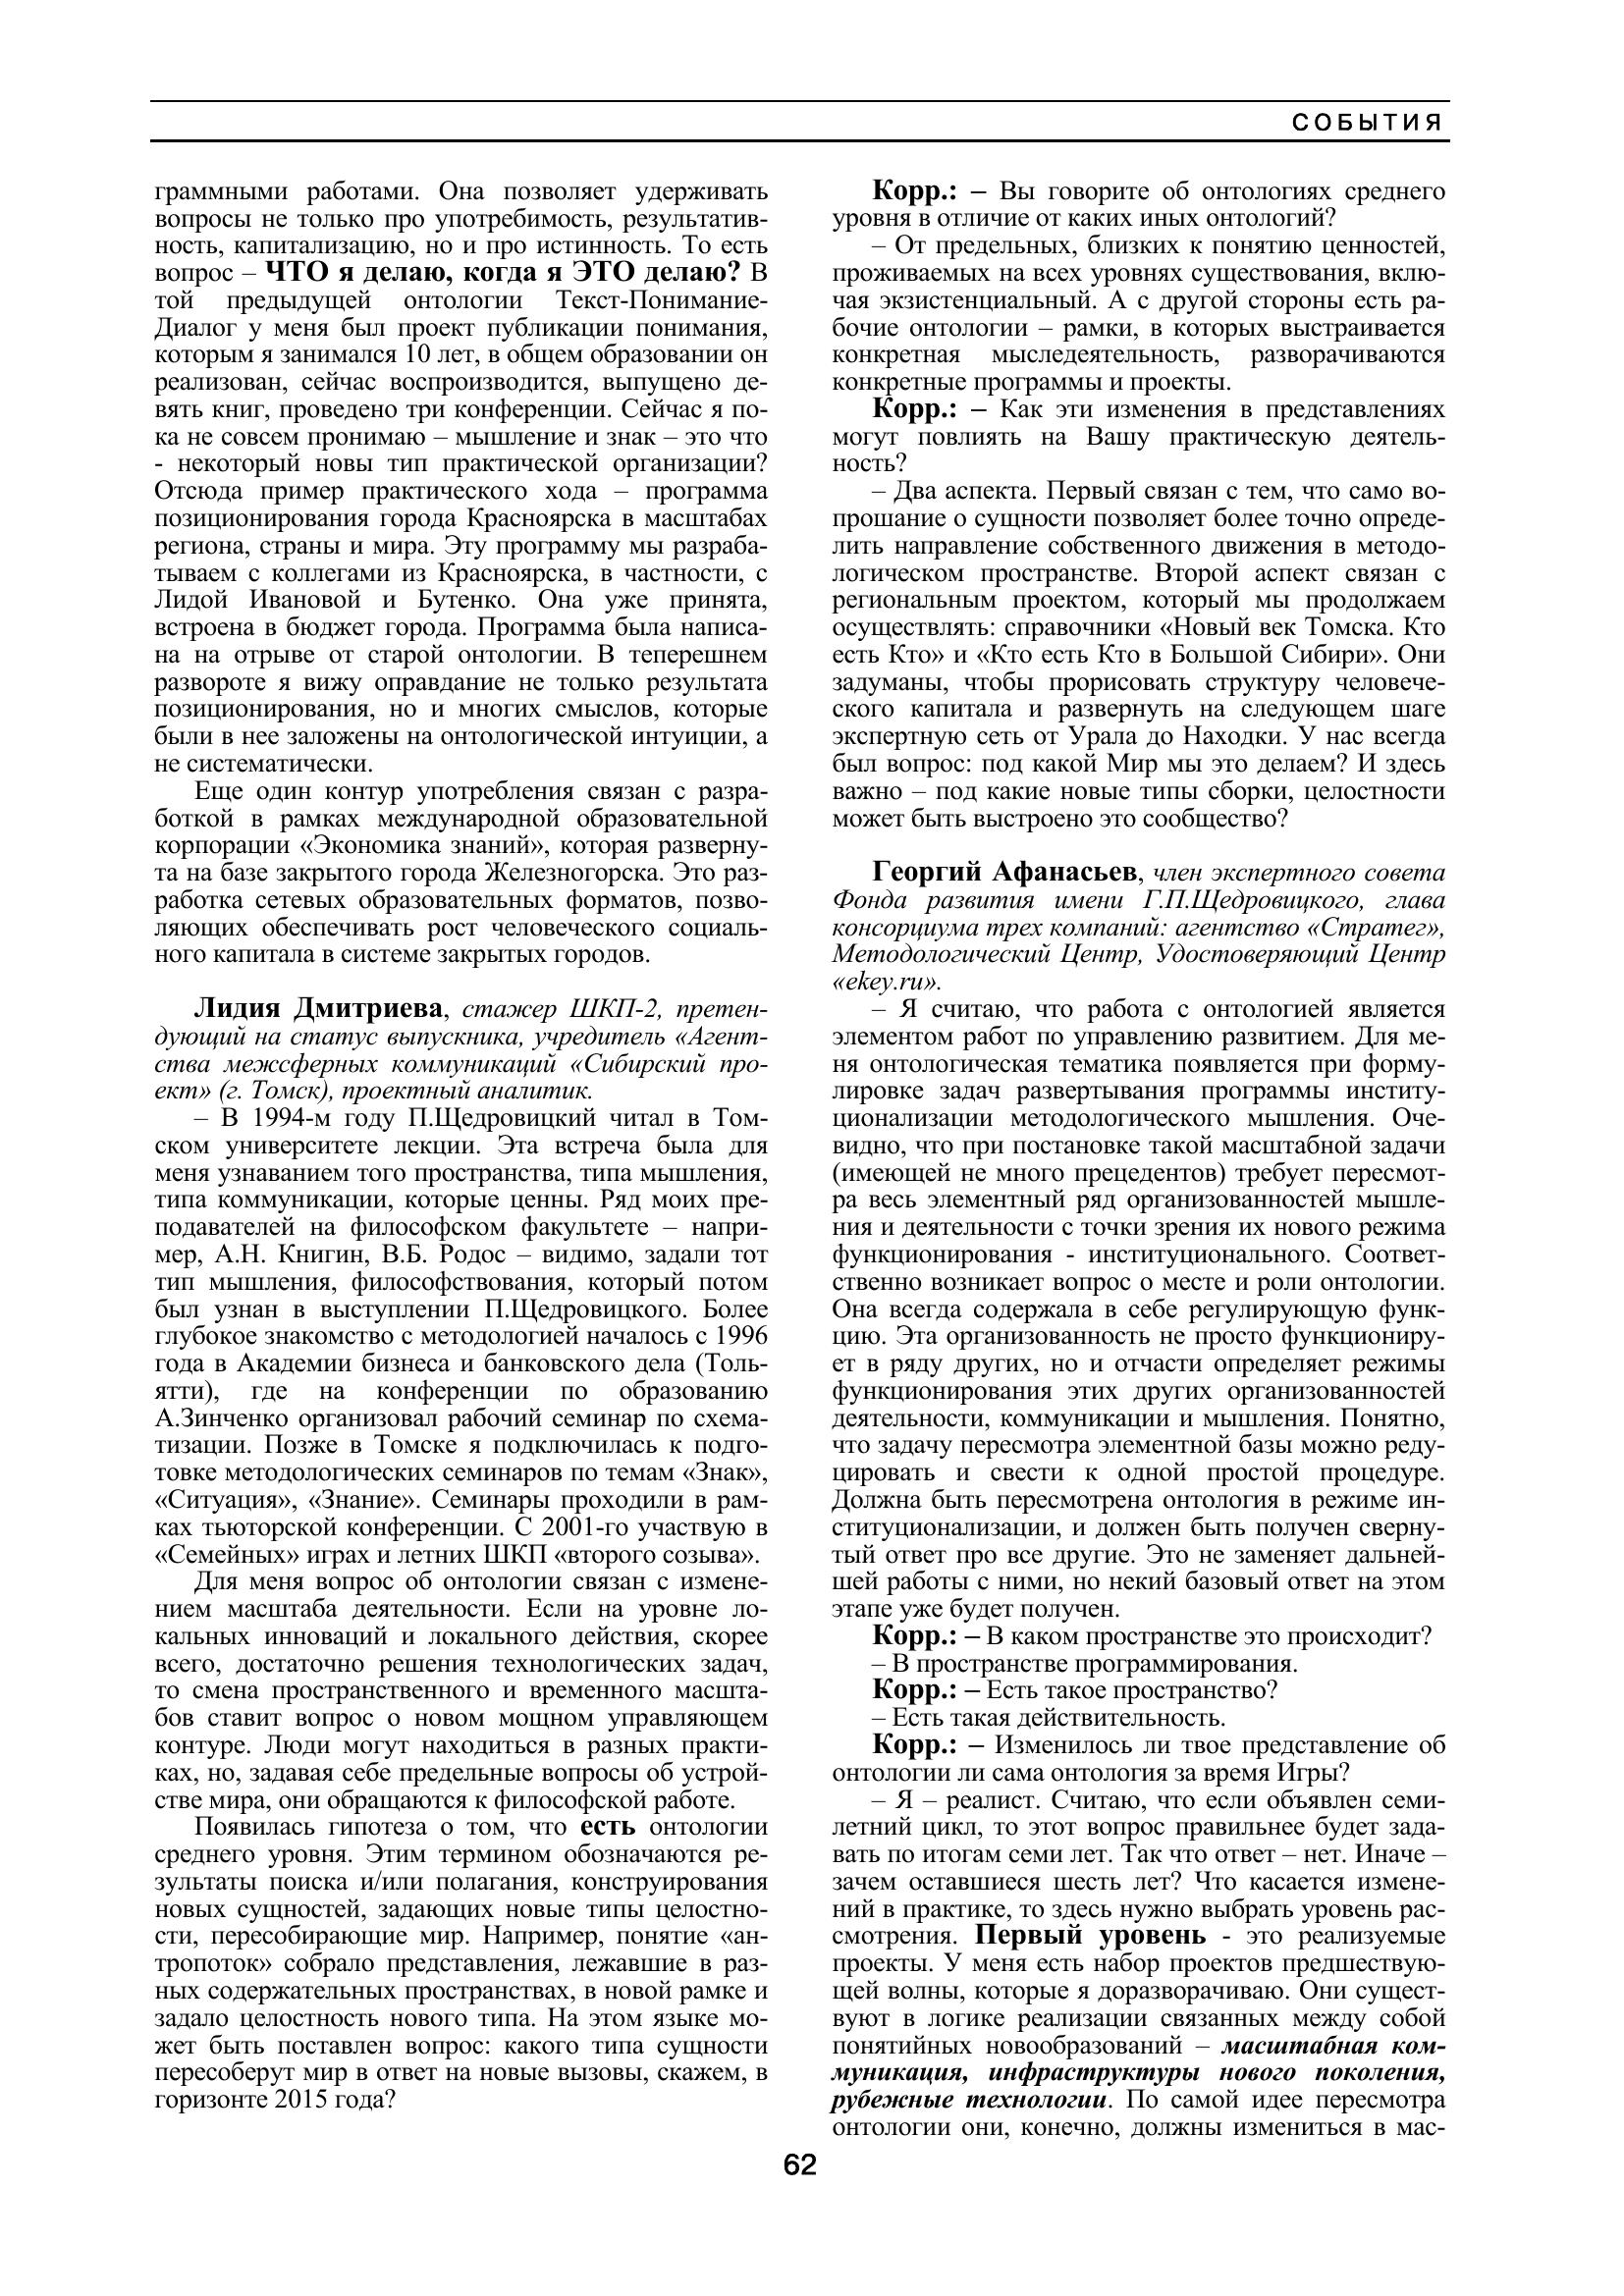 СОБЫТИЯ
граммными работами. Она позволяет удерживать
вопросы не только про употребимость, результатив-
ность, капитализацию, но и про истинность. То есть
вопрос – ЧТО я делаю, когда я ЭТО делаю? В
той предыдущей онтологии Текст-Понимание-
Диалог у меня был проект публикации понимания,
которым я занимался 10 лет, в общем образовании он
реализован, сейчас воспроизводится, выпущено де-
вять книг, проведено три конференции. Сейчас я по-
ка не совсем пронимаю – мышление и знак – это что
- некоторый новы тип практической организации?
Отсюда пример практического хода – программа
позиционирования города Красноярска в масштабах
региона, страны и мира. Эту программу мы разраба-
тываем с коллегами из Красноярска, в частности, с
Лидой Ивановой и Бутенко. Она уже принята,
встроена в бюджет города. Программа была написа-
на на отрыве от старой онтологии. В теперешнем
развороте я вижу оправдание не только результата
позиционирования, но и многих смыслов, которые
были в нее заложены на онтологической интуиции, а
не систематически.
Еще один контур употребления связан с разра-
боткой в рамках международной образовательной
корпорации «Экономика знаний», которая разверну-
та на базе закрытого города Железногорска. Это раз-
работка сетевых образовательных форматов, позво-
ляющих обеспечивать рост человеческого социаль-
ного капитала в системе закрытых городов.
Лидия Дмитриева, стажер ШКП-2, претен-
дующий на статус выпускника, учредитель «Агент-
ства межсферных коммуникаций «Сибирский про-
ект» (г. Томск), проектный аналитик.
– В 1994-м году П.Щедровицкий читал в Том-
ском университете лекции. Эта встреча была для
меня узнаванием того пространства, типа мышления,
типа коммуникации, которые ценны. Ряд моих пре-
подавателей на философском факультете – напри-
мер, А.Н. Книгин, В.Б. Родос – видимо, задали тот
тип мышления, философствования, который потом
был узнан в выступлении П.Щедровицкого. Более
глубокое знакомство с методологией началось с 1996
года в Академии бизнеса и банковского дела (Толь-
ятти), где на конференции по образованию
А.Зинченко организовал рабочий семинар по схема-
тизации. Позже в Томске я подключилась к подго-
товке методологических семинаров по темам «Знак»,
«Ситуация», «Знание». Семинары проходили в рам-
ках тьюторской конференции. С 2001-го участвую в
«Семейных» играх и летних ШКП «второго созыва».
Для меня вопрос об онтологии связан с измене-
нием масштаба деятельности. Если на уровне ло-
кальных инноваций и локального действия, скорее
всего, достаточно решения технологических задач,
то смена пространственного и временного масшта-
бов ставит вопрос о новом мощном управляющем
контуре. Люди могут находиться в разных практи-
ках, но, задавая себе предельные вопросы об устрой-
стве мира, они обращаются к философской работе.
Появилась гипотеза о том, что есть онтологии
среднего уровня. Этим термином обозначаются ре-
зультаты поиска и/или полагания, конструирования
новых сущностей, задающих новые типы целостно-
сти, пересобирающие мир. Например, понятие «ан-
тропоток» собрало представления, лежавшие в раз-
ных содержательных пространствах, в новой рамке и
задало целостность нового типа. На этом языке мо-
жет быть поставлен вопрос: какого типа сущности
пересоберут мир в ответ на новые вызовы, скажем, в
горизонте 2015 года?
Корр.: – Вы говорите об онтологиях среднего
уровня в отличие от каких иных онтологий?
– От предельных, близких к понятию ценностей,
проживаемых на всех уровнях существования, вклю-
чая экзистенциальный. А с другой стороны есть ра-
бочие онтологии – рамки, в которых выстраивается
конкретная мыследеятельность, разворачиваются
конкретные программы и проекты.
Корр.: – Как эти изменения в представлениях
могут повлиять на Вашу практическую деятель-
ность?
– Два аспекта. Первый связан с тем, что само во-
прошание о сущности позволяет более точно опреде-
лить направление собственного движения в методо-
логическом пространстве. Второй аспект связан с
региональным проектом, который мы продолжаем
осуществлять: справочники «Новый век Томска. Кто
есть Кто» и «Кто есть Кто в Большой Сибири». Они
задуманы, чтобы прорисовать структуру человече-
ского капитала и развернуть на следующем шаге
экспертную сеть от Урала до Находки. У нас всегда
был вопрос: под какой Мир мы это делаем? И здесь
важно – под какие новые типы сборки, целостности
может быть выстроено это сообщество?
Георгий Афанасьев, член экспертного совета
Фонда развития имени Г.П.Щедровицкого, глава
консорциума трех компаний: агентство «Стратег»,
Методологический Центр, Удостоверяющий Центр
«ekey.ru».
– Я считаю, что работа с онтологией является
элементом работ по управлению развитием. Для ме-
ня онтологическая тематика появляется при форму-
лировке задач развертывания программы институ-
ционализации методологического мышления. Оче-
видно, что при постановке такой масштабной задачи
(имеющей не много прецедентов) требует пересмот-
ра весь элементный ряд организованностей мышле-
ния и деятельности с точки зрения их нового режима
функционирования - институционального. Соответ-
ственно возникает вопрос о месте и роли онтологии.
Она всегда содержала в себе регулирующую функ-
цию. Эта организованность не просто функциониру-
ет в ряду других, но и отчасти определяет режимы
функционирования этих других организованностей
деятельности, коммуникации и мышления. Понятно,
что задачу пересмотра элементной базы можно реду-
цировать и свести к одной простой процедуре.
Должна быть пересмотрена онтология в режиме ин-
ституционализации, и должен быть получен сверну-
тый ответ про все другие. Это не заменяет дальней-
шей работы с ними, но некий базовый ответ на этом
этапе уже будет получен.
Корр.: – В каком пространстве это происходит?
– В пространстве программирования.
Корр.: – Есть такое пространство?
– Есть такая действительность.
Корр.: – Изменилось ли твое представление об
онтологии ли сама онтология за время Игры?
– Я – реалист. Считаю, что если объявлен семи-
летний цикл, то этот вопрос правильнее будет зада-
вать по итогам семи лет. Так что ответ – нет. Иначе –
зачем оставшиеся шесть лет? Что касается измене-
ний в практике, то здесь нужно выбрать уровень рас-
смотрения. Первый уровень - это реализуемые
проекты. У меня есть набор проектов предшествую-
щей волны, которые я доразворачиваю. Они сущест-
вуют в логике реализации связанных между собой
понятийных новообразований – масштабная ком-
муникация, инфраструктуры нового поколения,
рубежные технологии. По самой идее пересмотра
онтологии они, конечно, должны измениться в мас-
62